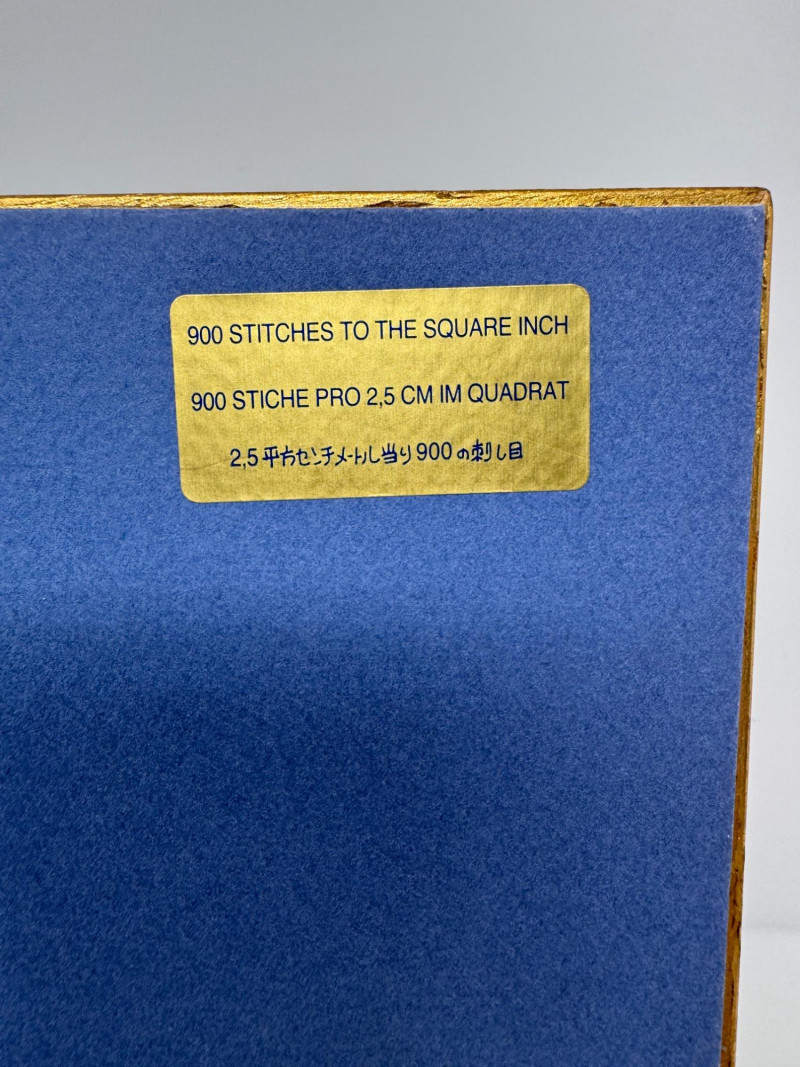 900 STITCHES TO THE SQUARE INCH
900 STICHE PRO 2,5 CM IM QUADRAT
2,5平方センチメートル当り900の刺し目